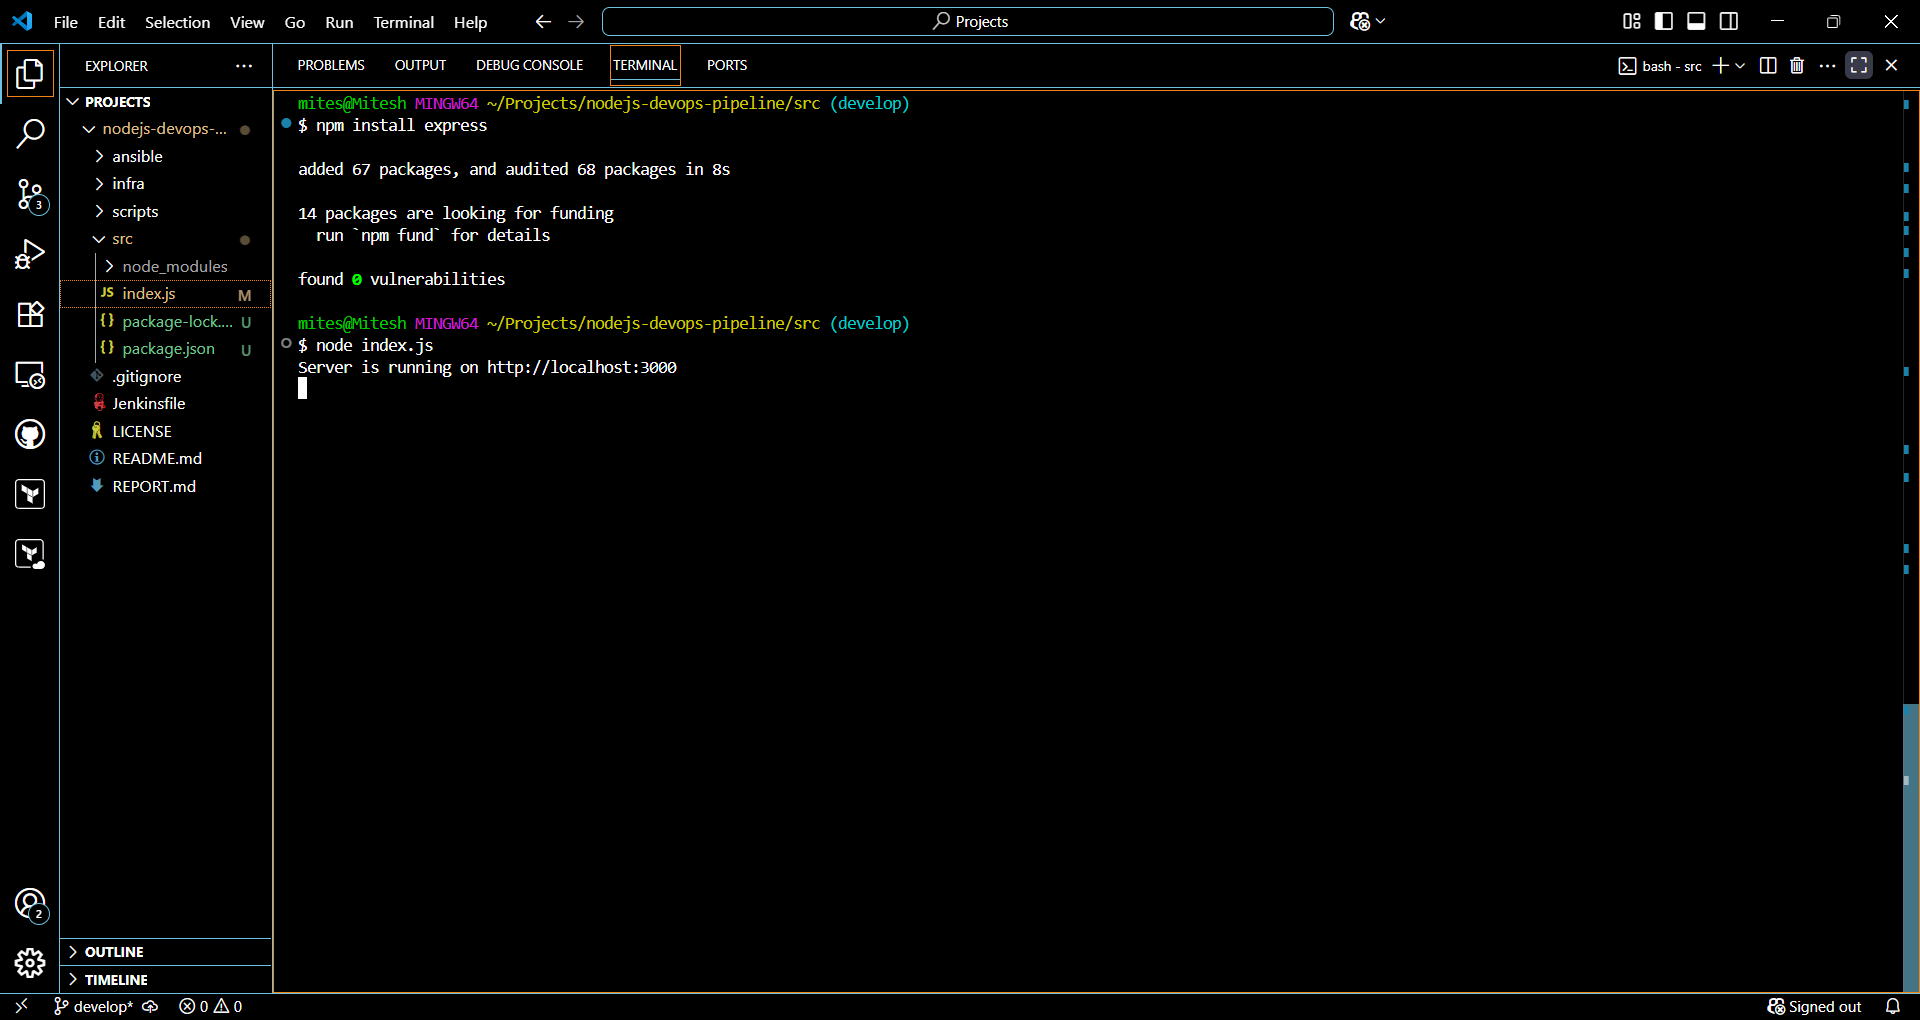 File Edit Selection View Go Run Terminal Help
Projects
EXPLORER
PROJECTS
nodejs-devops-...
ansible
infra
scripts
src
node_modules
JS index.js M
{} package-lock.... U
{} package.json U
.gitignore
Jenkinsfile
LICENSE
README.md
REPORT.md
OUTLINE
TIMELINE
3
2
PROBLEMS OUTPUT DEBUG CONSOLE TERMINAL PORTS
bash - src
mites@Mitesh MINGW64 ~/Projects/nodejs-devops-pipeline/src (develop)
$ npm install express
added 67 packages, and audited 68 packages in 8s
14 packages are looking for funding
run `npm fund` for details
found 0 vulnerabilities
mites@Mitesh MINGW64 ~/Projects/nodejs-devops-pipeline/src (develop)
$ node index.js
Server is running on http://localhost:3000
develop* 0 0
Signed out